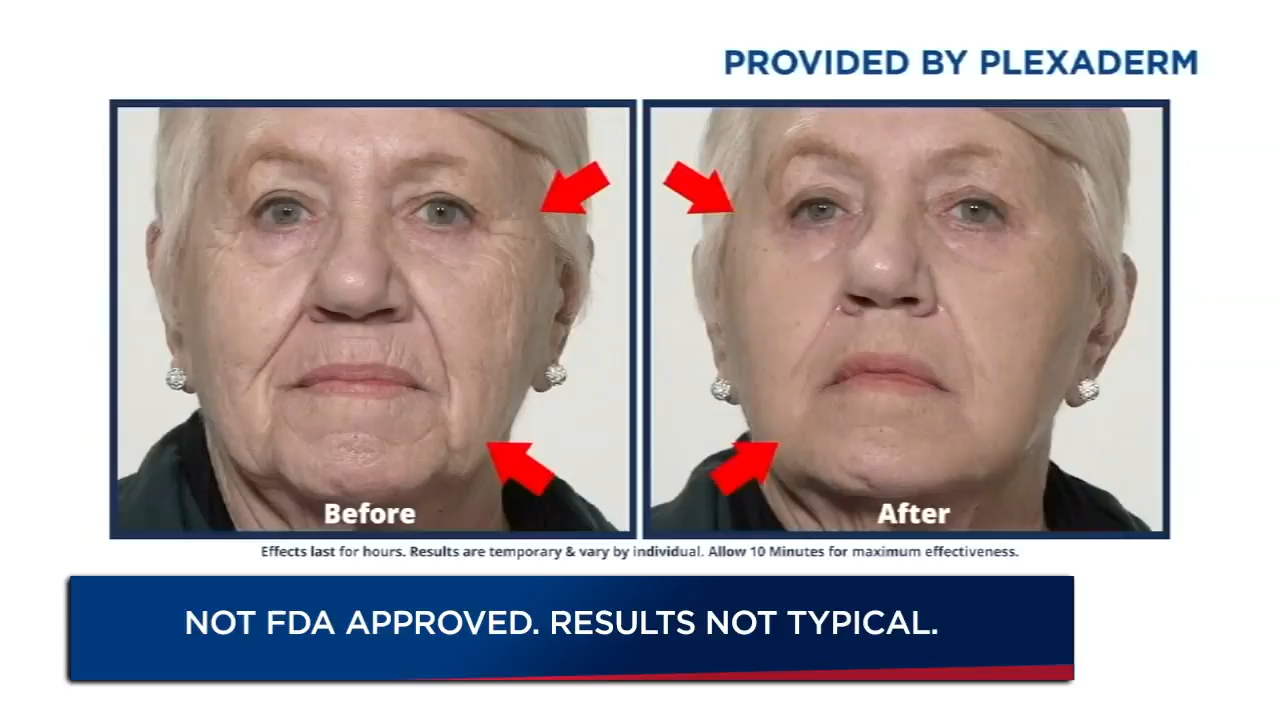 PROVIDED BY PLEXADERM
Before
After
Effects last for hours. Results are temporary & vary by individual. Allow 10 Minutes for maximum effectiveness.
NOT FDA APPROVED. RESULTS NOT TYPICAL.